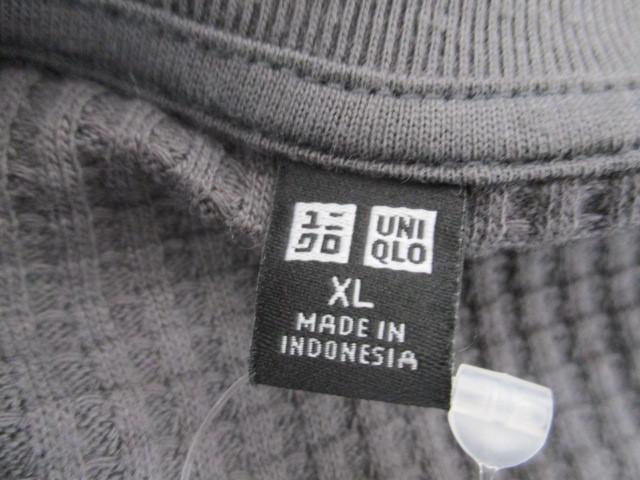 ユニ
クロ
UNI
QLO
XL
MADE IN
INDONESIA